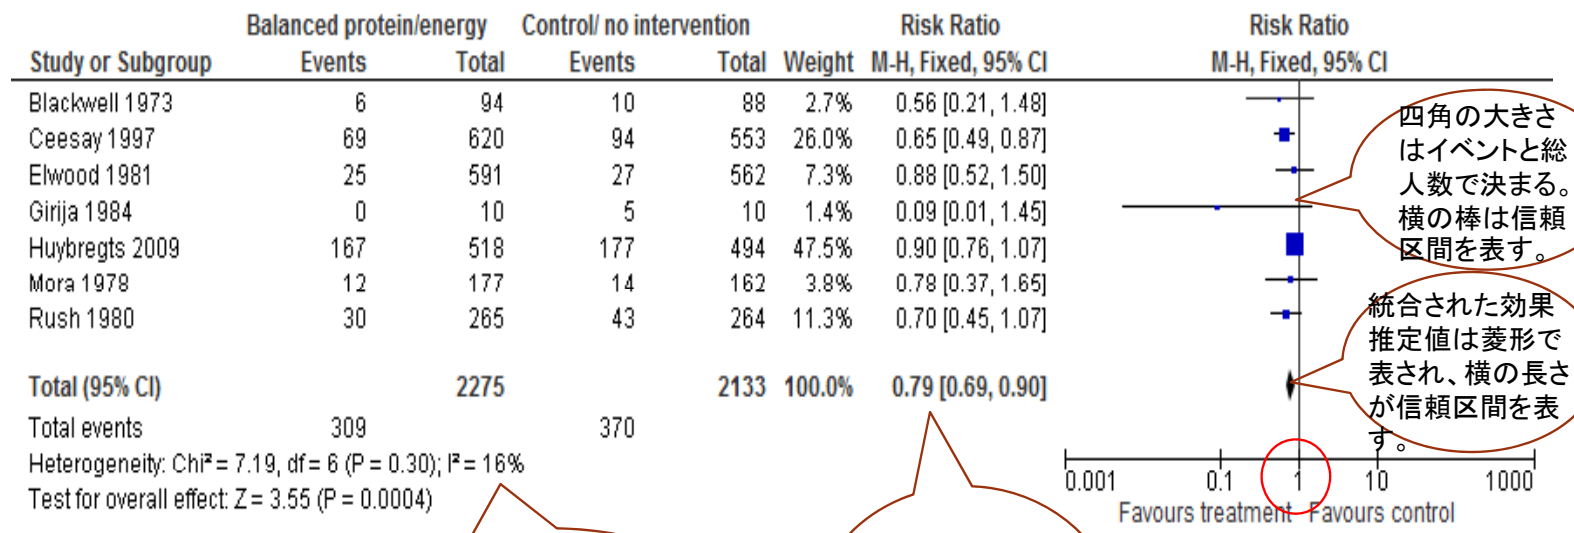 Balanced protein/energy Control/ no intervention Risk Ratio Risk Ratio
Study or Subgroup Events Total Events Total Weight M-H, Fixed, 95% CI M-H, Fixed, 95% CI
Blackwell 1973 6 94 10 88 2.7% 0.56 [0.21, 1.48]
Ceesay 1997 69 620 94 553 26.0% 0.65 [0.49, 0.87]
Elwood 1981 25 591 27 562 7.3% 0.88 [0.52, 1.50]
Girija 1984 0 10 5 10 1.4% 0.09 [0.01, 1.45]
Huybregts 2009 167 518 177 494 47.5% 0.90 [0.76, 1.07]
Mora 1978 12 177 14 162 3.8% 0.78 [0.37, 1.65]
Rush 1980 30 265 43 264 11.3% 0.70 [0.45, 1.07]
Total (95% CI) 2275 2133 100.0% 0.79 [0.69, 0.90]
Total events 309 370
Heterogeneity: Chi² = 7.19, df = 6 (P = 0.30); I² = 16%
Test for overall effect: Z = 3.55 (P = 0.0004)
四角の大きさ
はイベントと総
人数で決まる。
横の棒は信頼
区間を表す。
統合された効果
推定値は菱形で
表され、横の長さ
が信頼区間を表
す。
0.001 0.1 1 10 1000
Favours treatment Favours control